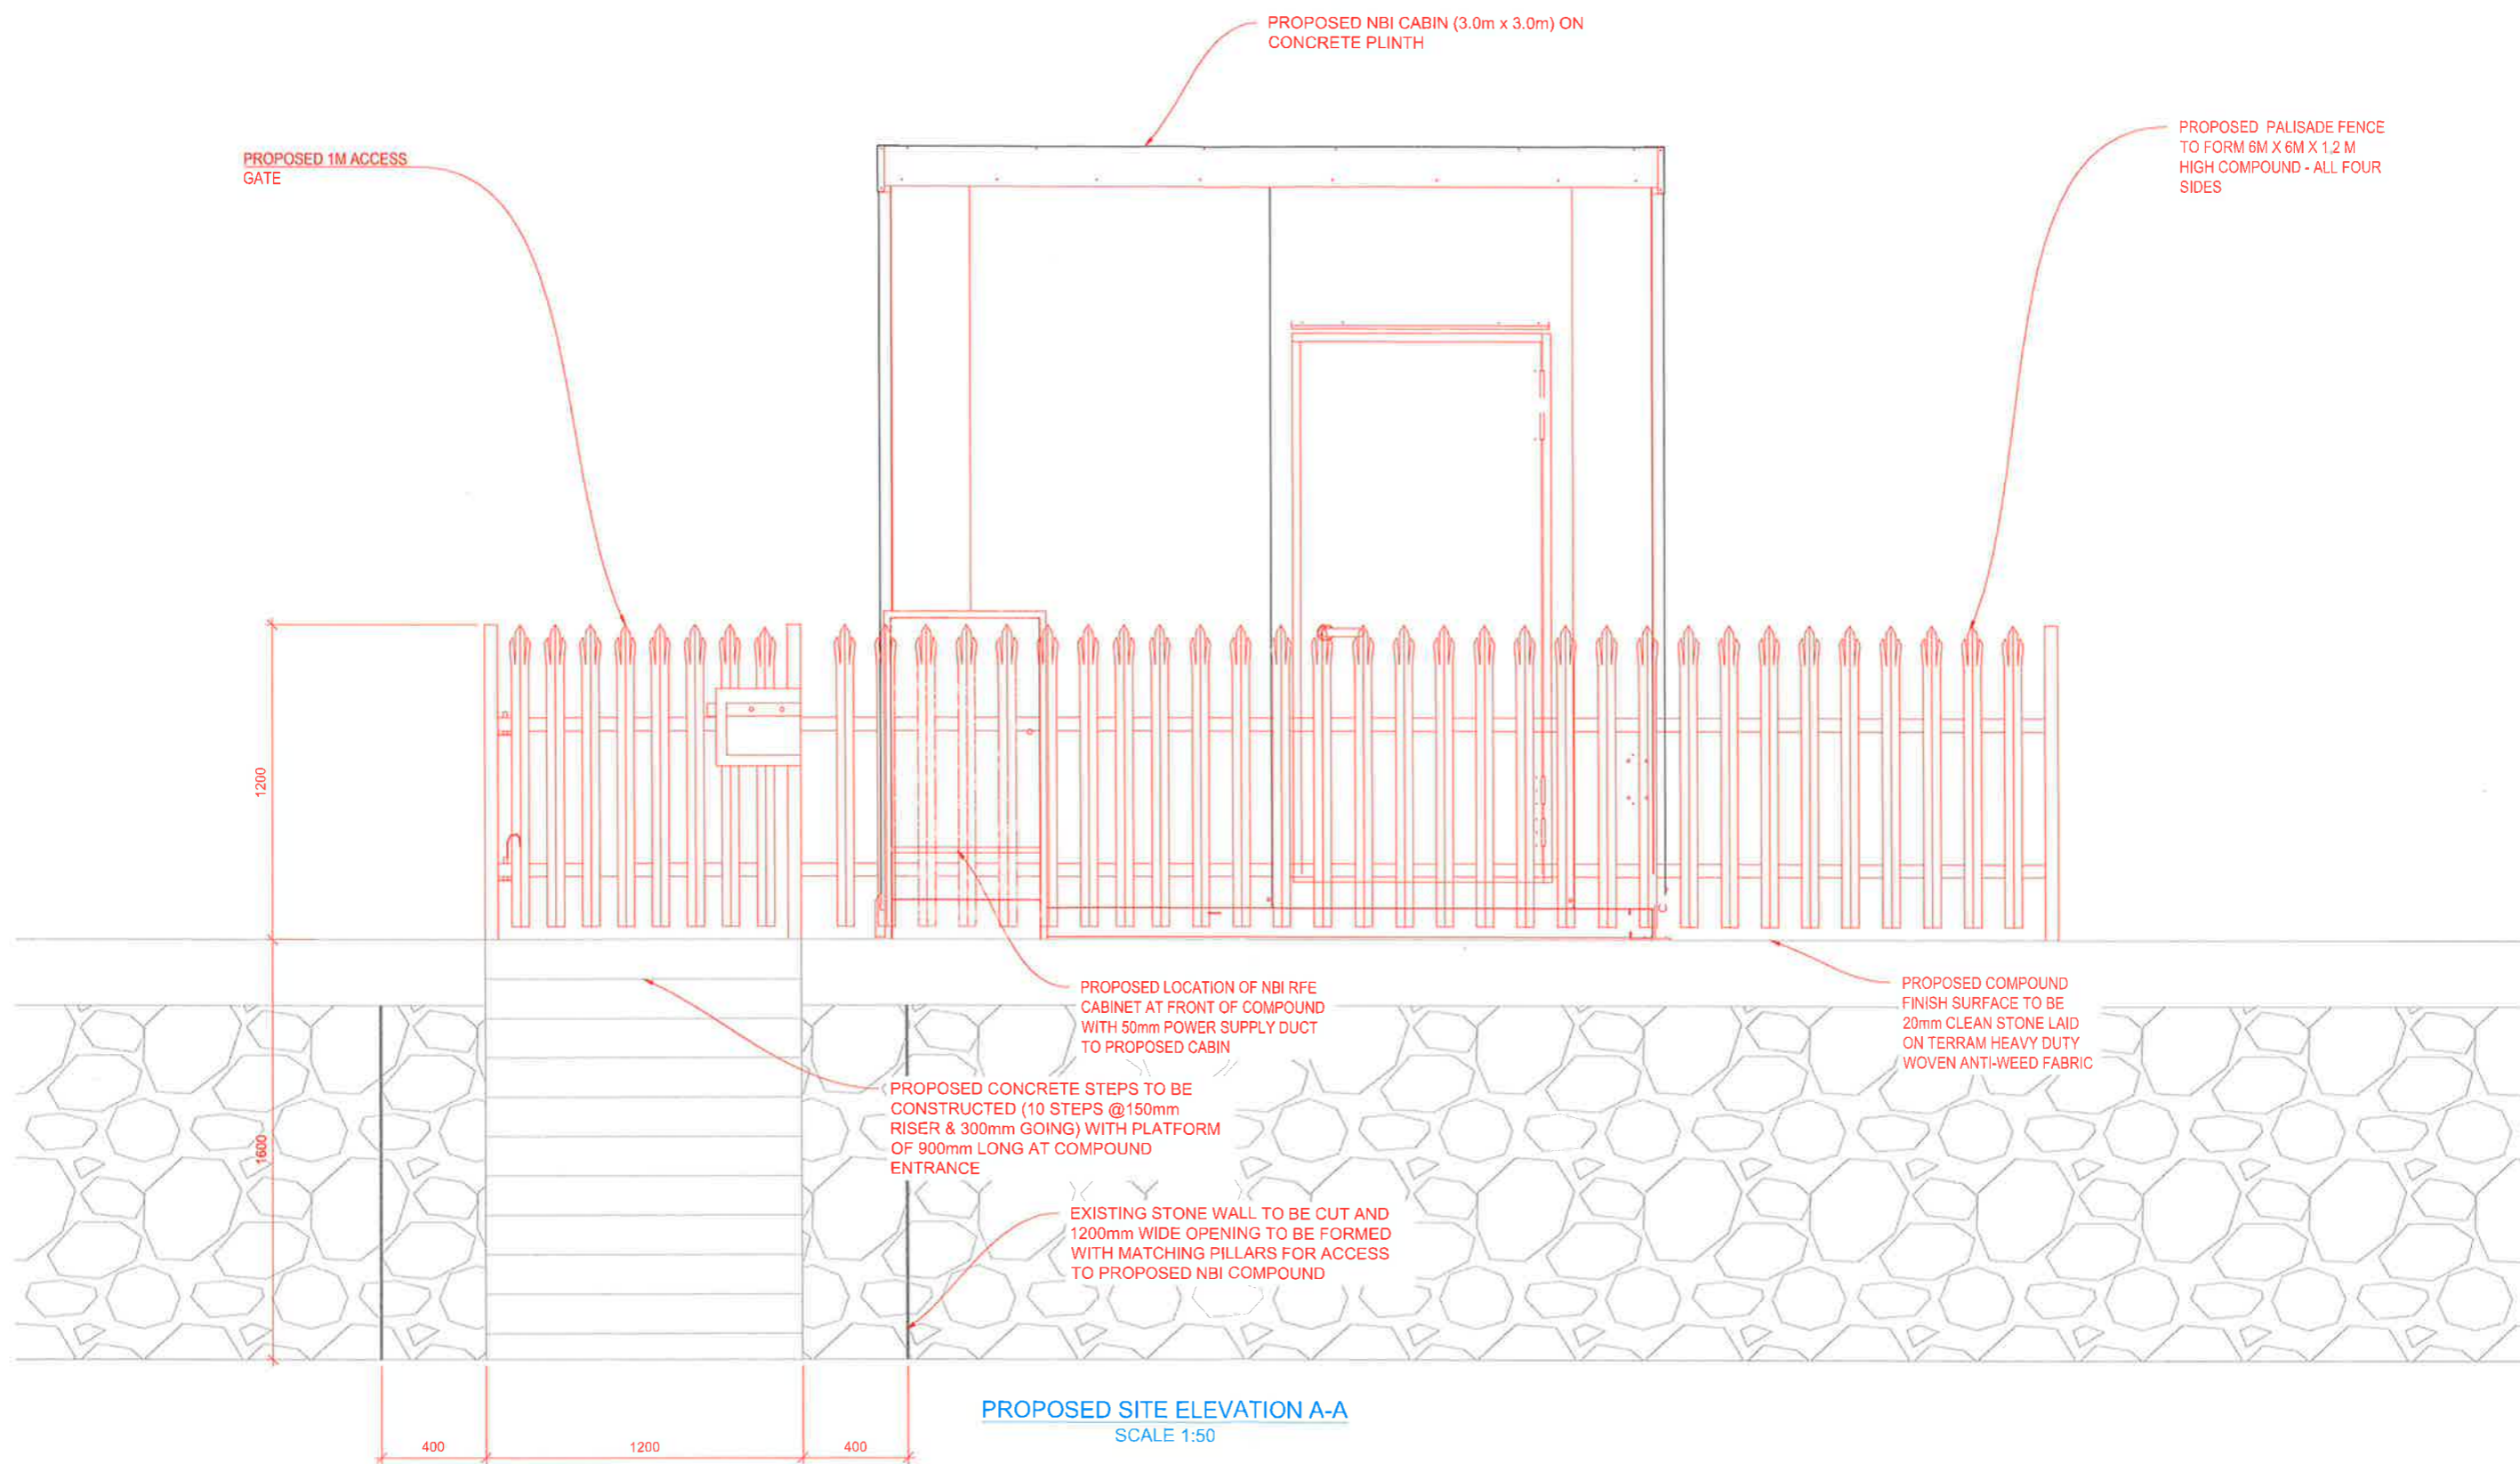 PROPOSED NBI CABIN (3.0m x 3.0m) ON
CONCRETE PLINTH
PROPOSED 1M ACCESS
GATE
PROPOSED PALISADE FENCE
TO FORM 6M X 6M X 1.2 M
HIGH COMPOUND - ALL FOUR
SIDES
1200
1600
PROPOSED LOCATION OF NBI RFE
CABINET AT FRONT OF COMPOUND
WITH 50mm POWER SUPPLY DUCT
TO PROPOSED CABIN
PROPOSED COMPOUND
FINISH SURFACE TO BE
20mm CLEAN STONE LAID
ON TERRAM HEAVY DUTY
WOVEN ANTI-WEED FABRIC
PROPOSED CONCRETE STEPS TO BE
CONSTRUCTED (10 STEPS @150mm
RISER & 300mm GOING) WITH PLATFORM
OF 900mm LONG AT COMPOUND
ENTRANCE
EXISTING STONE WALL TO BE CUT AND
1200mm WIDE OPENING TO BE FORMED
WITH MATCHING PILLARS FOR ACCESS
TO PROPOSED NBI COMPOUND
400
1200
400
PROPOSED SITE ELEVATION A-A
SCALE 1:50